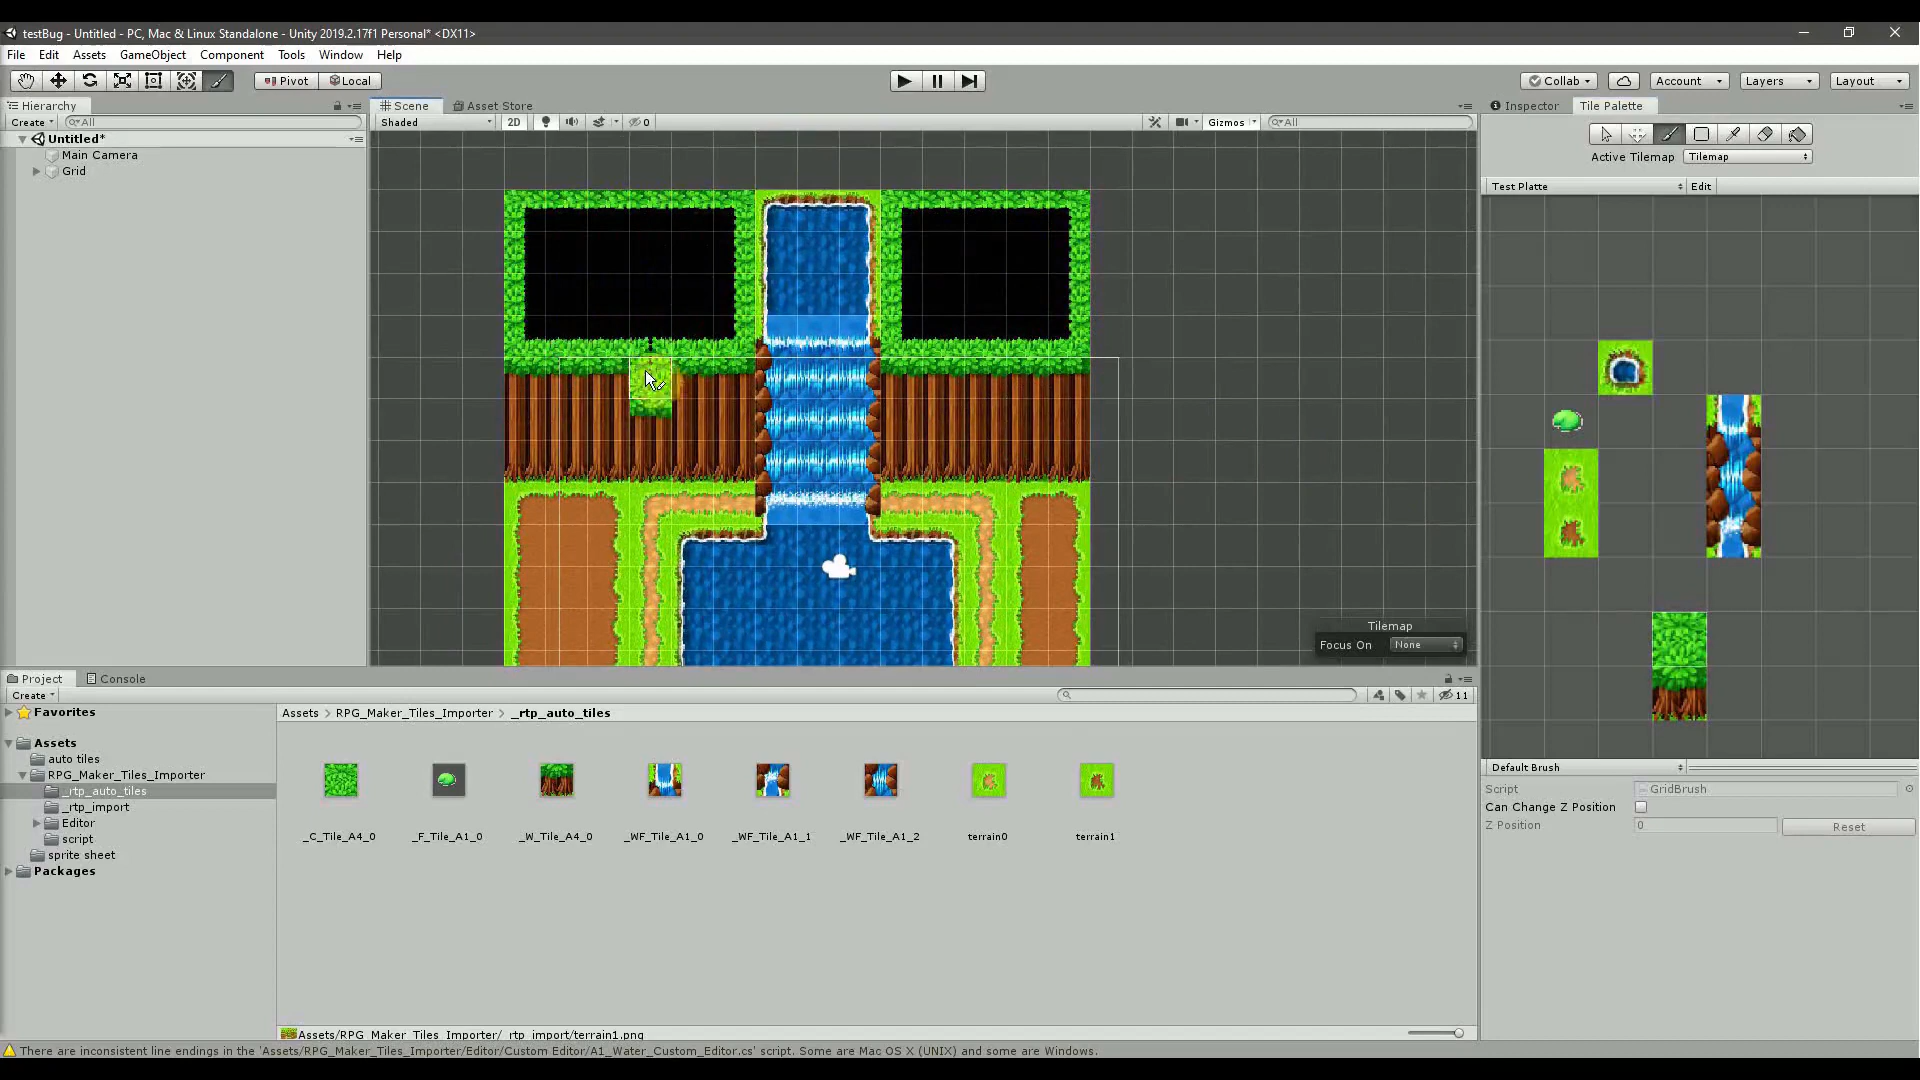 testBug - Untitled - PC, Mac & Linux Standalone - Unity 2019.2.17f1 Personal* <DX11>
File Edit Assets GameObject Component Tools Window Help
Pivot Local Collab Account Layers Layout
Hierarchy
Create All
Untitled*
Main Camera
Grid
Scene Asset Store
Shaded 2D 0 Gizmos All
Tilemap
Focus On None
Inspector Tile Palette
Active Tilemap Tilemap
Test Platte Edit
Default Brush
Script GridBrush
Can Change Z Position
Z Position 0 Reset
Project Console
Create 11
Favorites
Assets
auto tiles
RPG_Maker_Tiles_Importer
_rtp_auto_tiles
_rtp_import
Editor
script
sprite sheet
Packages
Assets > RPG_Maker_Tiles_Importer > _rtp_auto_tiles
_C_Tile_A4_0 _F_Tile_A1_0 _W_Tile_A4_0 _WF_Tile_A1_0 _WF_Tile_A1_1 _WF_Tile_A1_2 terrain0 terrain1
Assets/RPG_Maker_Tiles_Importer/_rtp_import/terrain1.png
There are inconsistent line endings in the 'Assets/RPG_Maker_Tiles_Importer/Editor/Custom Editor/A1_Water_Custom_Editor.cs' script. Some are Mac OS X (UNIX) and some are Windows.